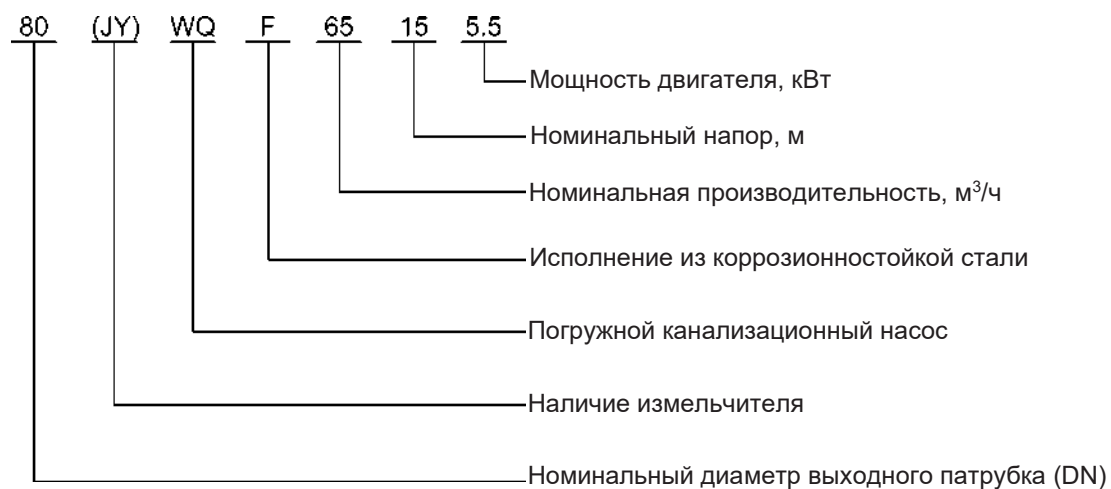 80 (JY) WQ F 65 15 5.5
Мощность двигателя, кВт
Номинальный напор, м
Номинальная производительность, м³/ч
Исполнение из коррозионностойкой стали
Погружной канализационный насос
Наличие измельчителя
Номинальный диаметр выходного патрубка (DN)